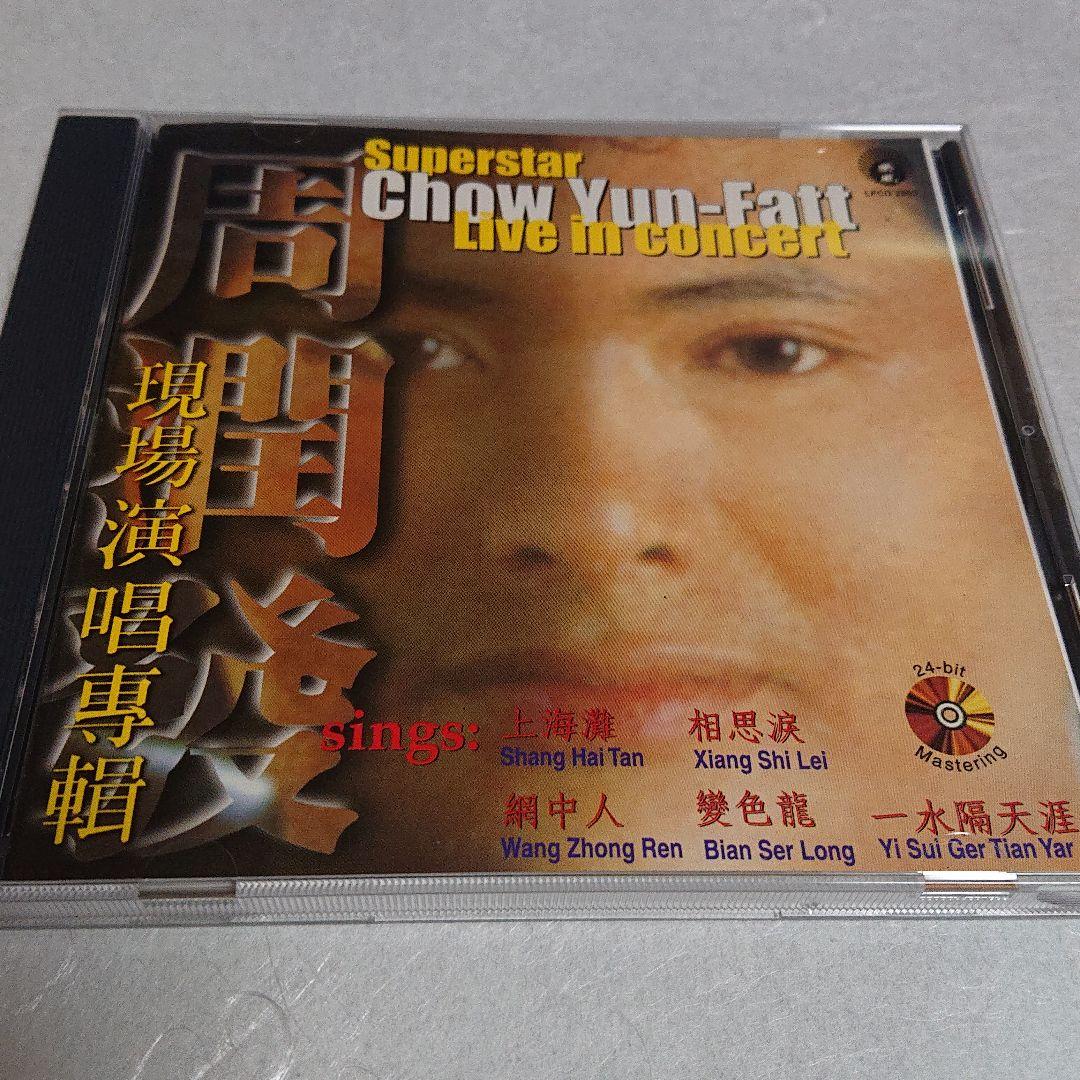 Superstar
Chow Yun-Fatt
Live in concert
周潤發
現場演唱專輯
sings:
上海灘
Shang Hai Tan
相思淚
Xiang Shi Lei
網中人
Wang Zhong Ren
變色龍
Bian Ser Long
一水隔天涯
Yi Sui Ger Tian Yar
24-bit
Mastering